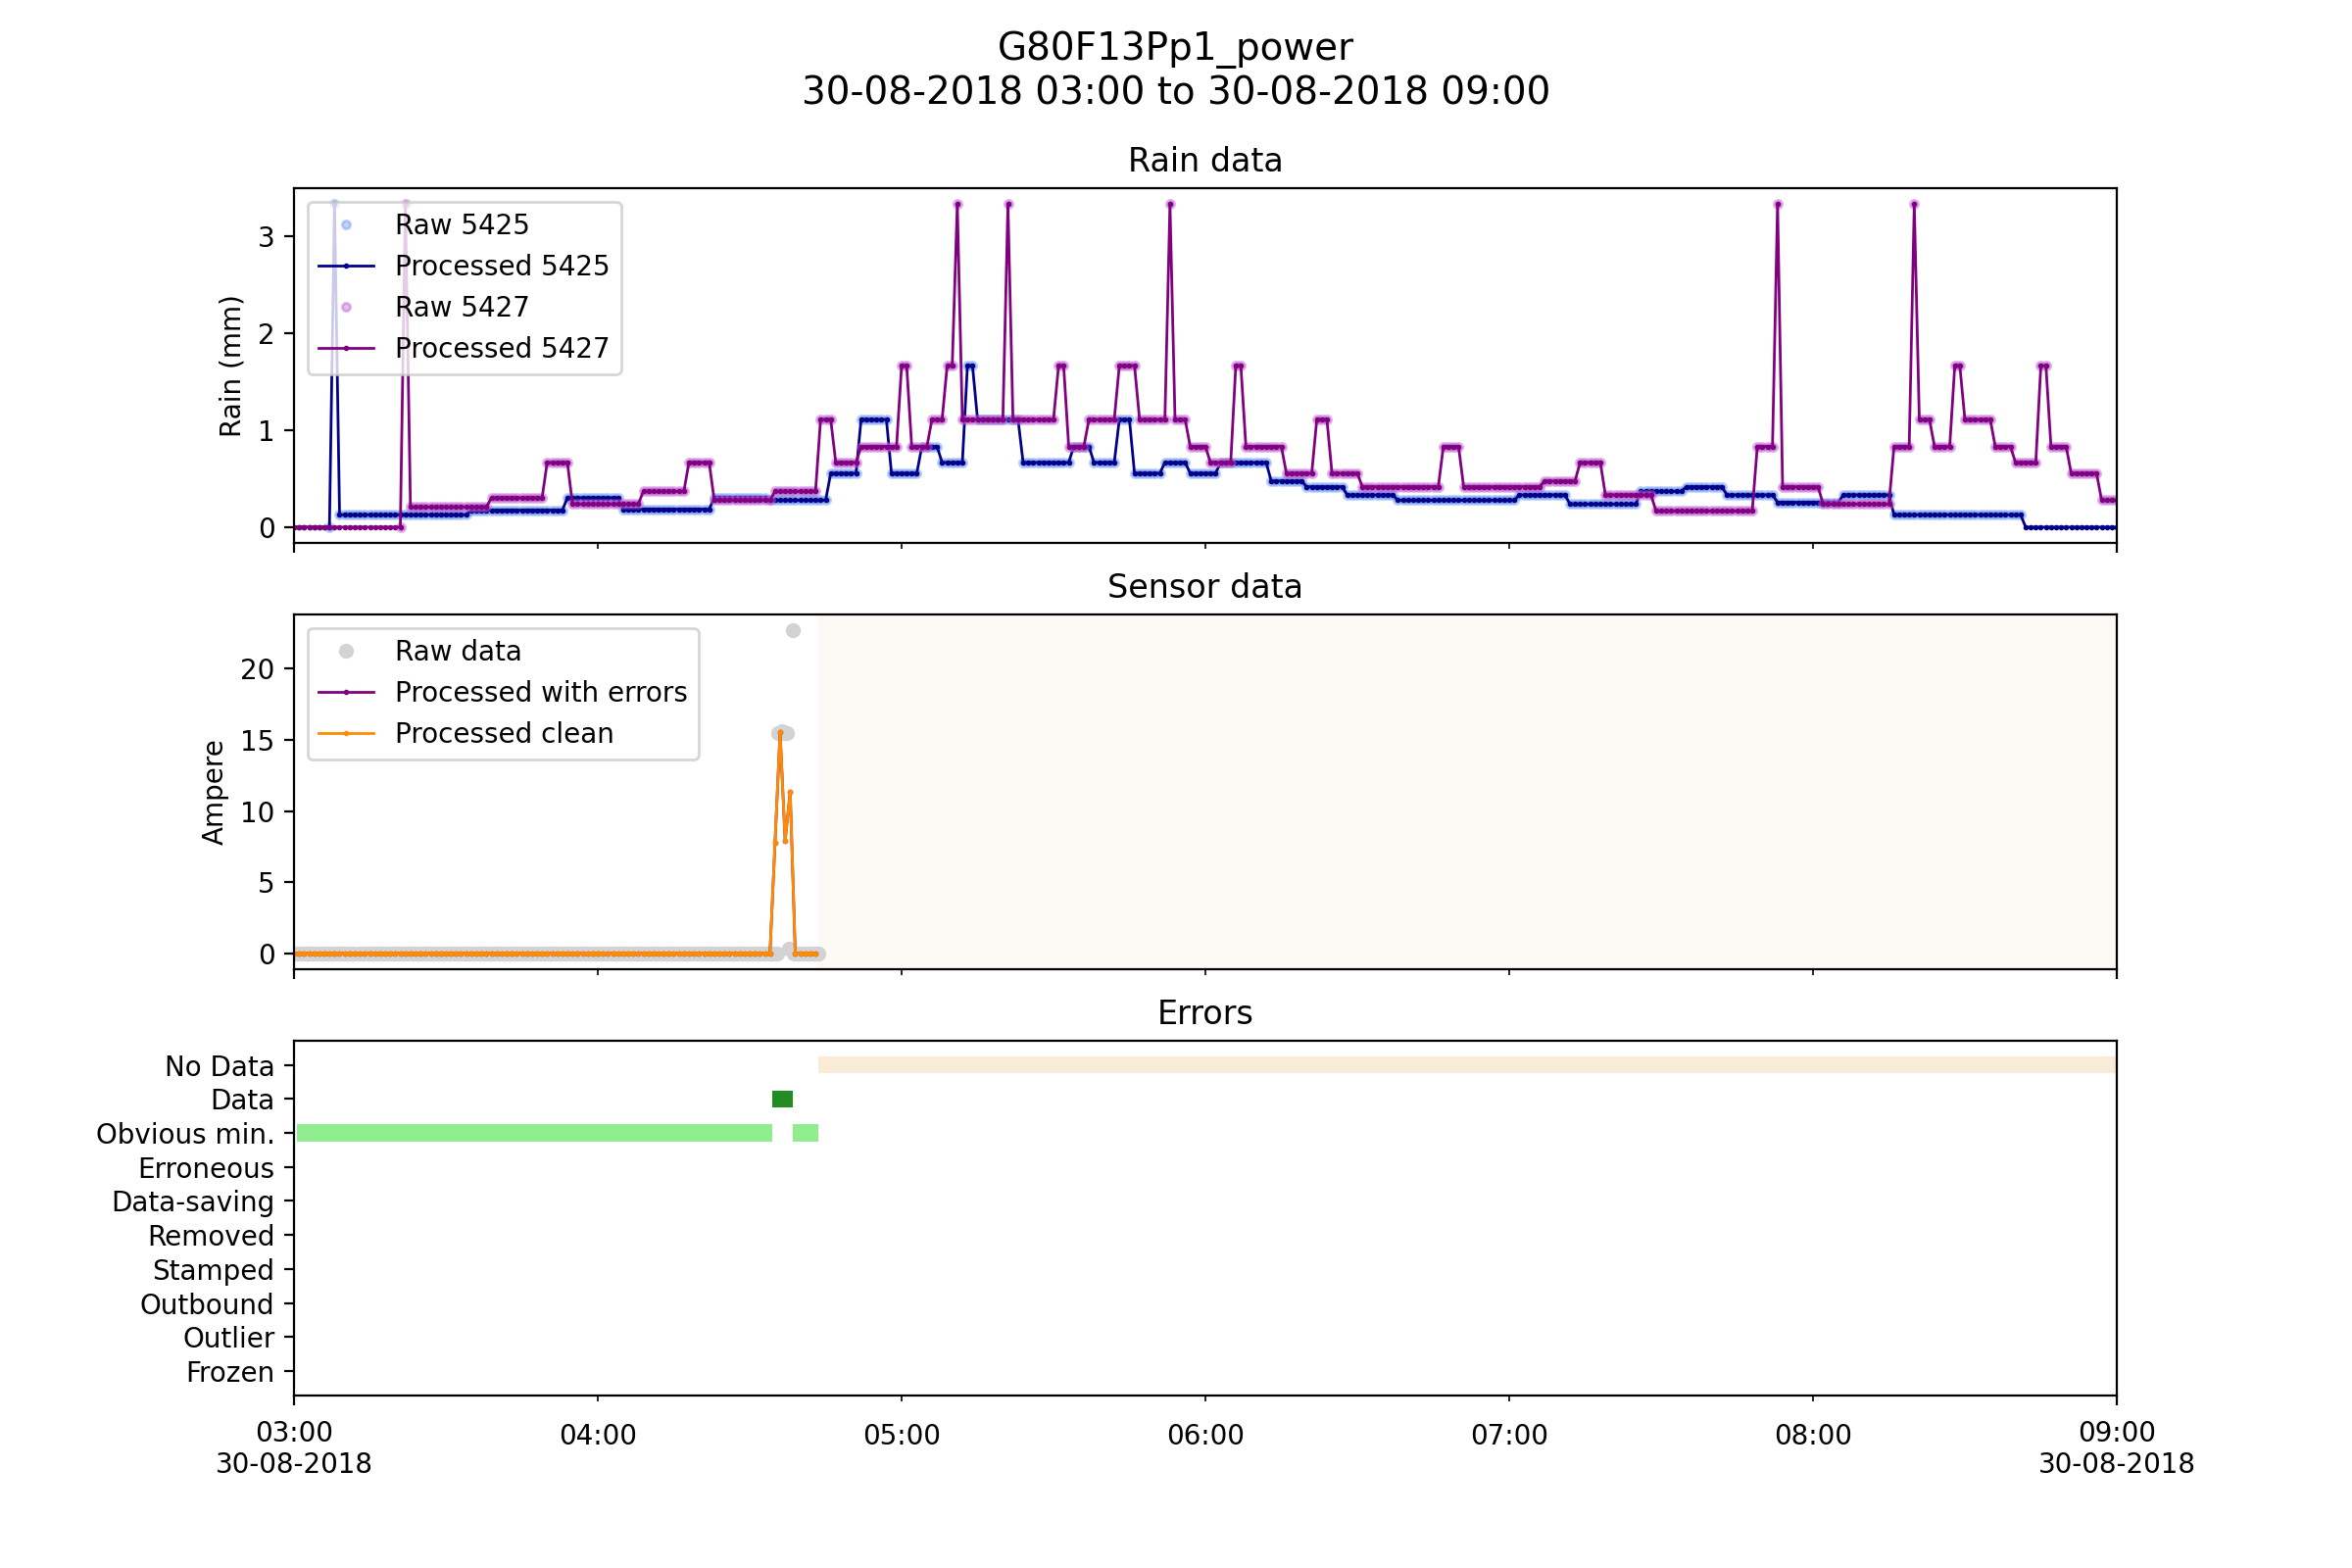 G80F13Pp1_power
30-08-2018 03:00 to 30-08-2018 09:00
Rain data
Rain (mm)
3
2
1
0
Raw 5425
Processed 5425
Raw 5427
Processed 5427
Sensor data
Ampere
20
15
10
5
0
Raw data
Processed with errors
Processed clean
Errors
No Data
Data
Obvious min.
Erroneous
Data-saving
Removed
Stamped
Outbound
Outlier
Frozen
03:00 04:00 05:00 06:00 07:00 08:00 09:00
30-08-2018 30-08-2018